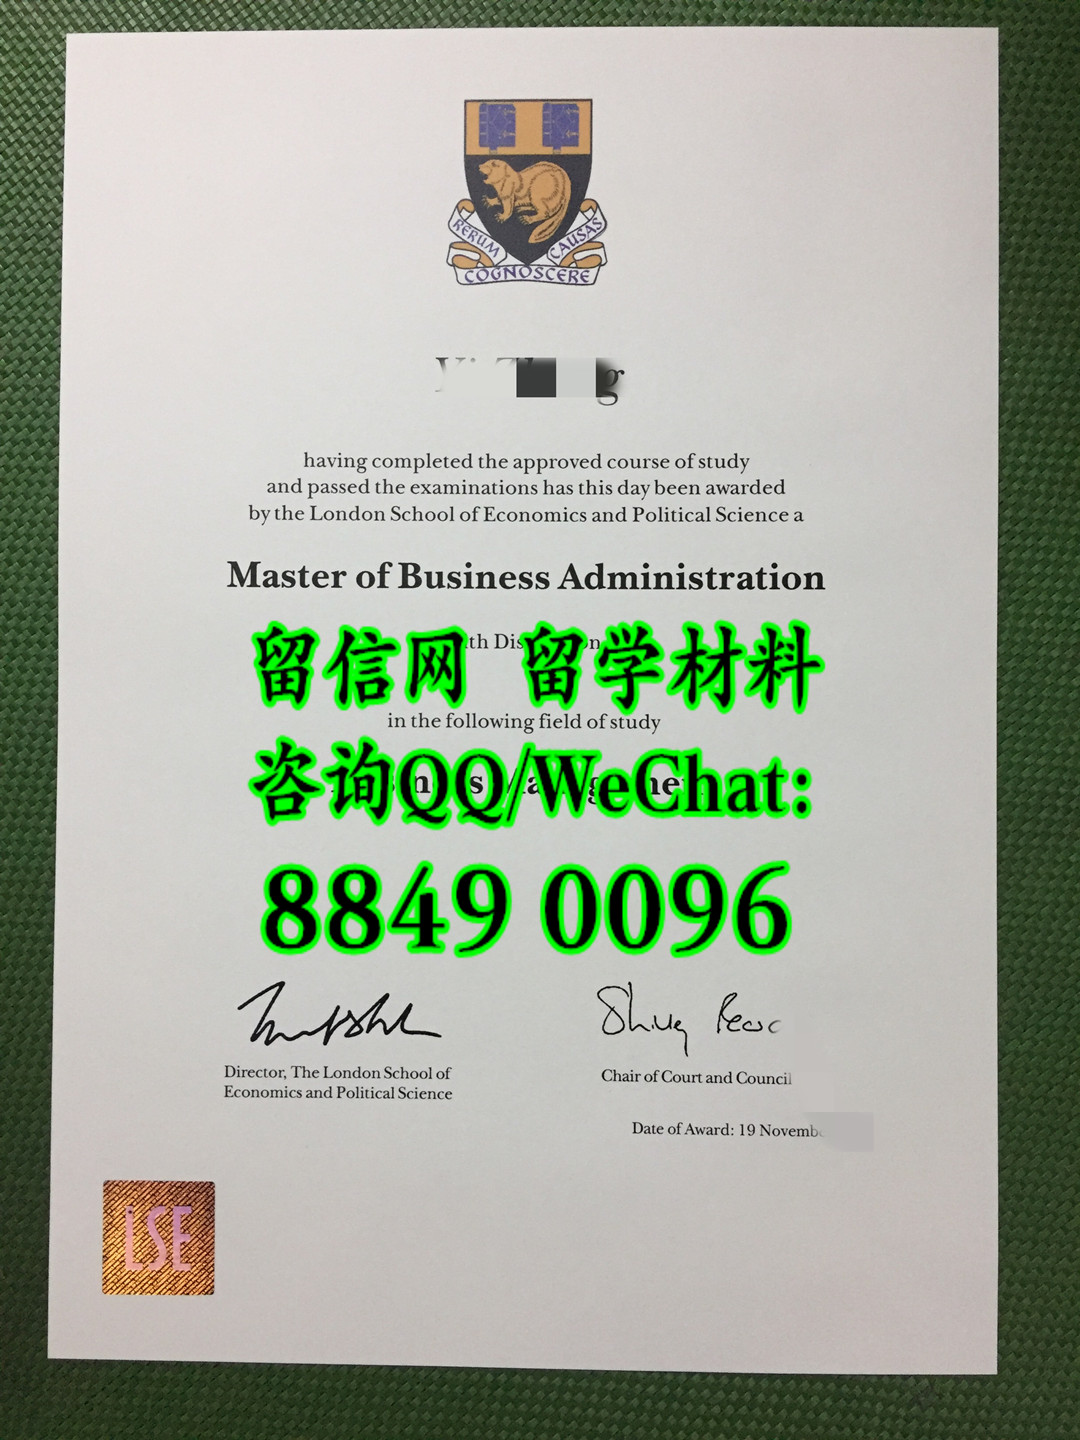 RERUM
CAUSAS
COGNOSCERE
having completed the approved course of study
and passed the examinations has this day been awarded
by the London School of Economics and Political Science a
Master of Business Administration
留信网 留学材料
in the following field of study
咨询QQ/WeChat:
8849 0096
Director, The London School of
Economics and Political Science
Chair of Court and Council
Date of Award: 19
LSE